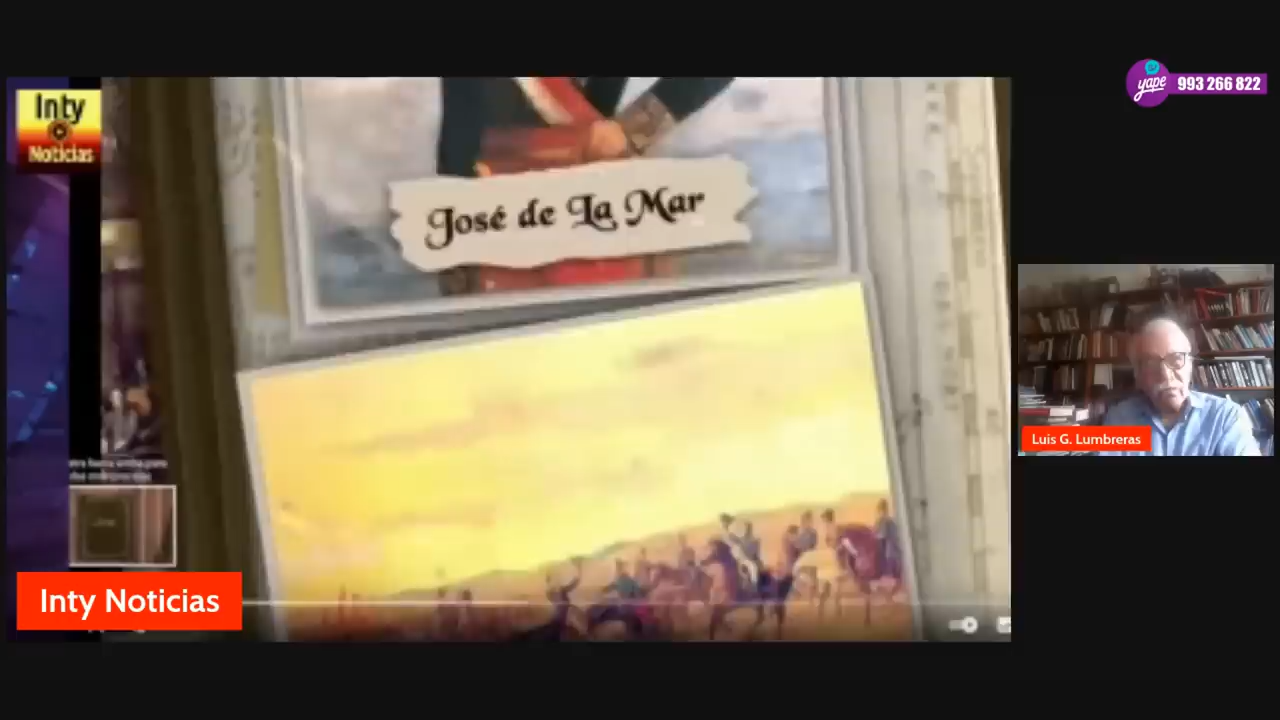 yape 993 266 822
Inty
Noticias
José de La Mar
Luis G. Lumbreras
Inty Noticias